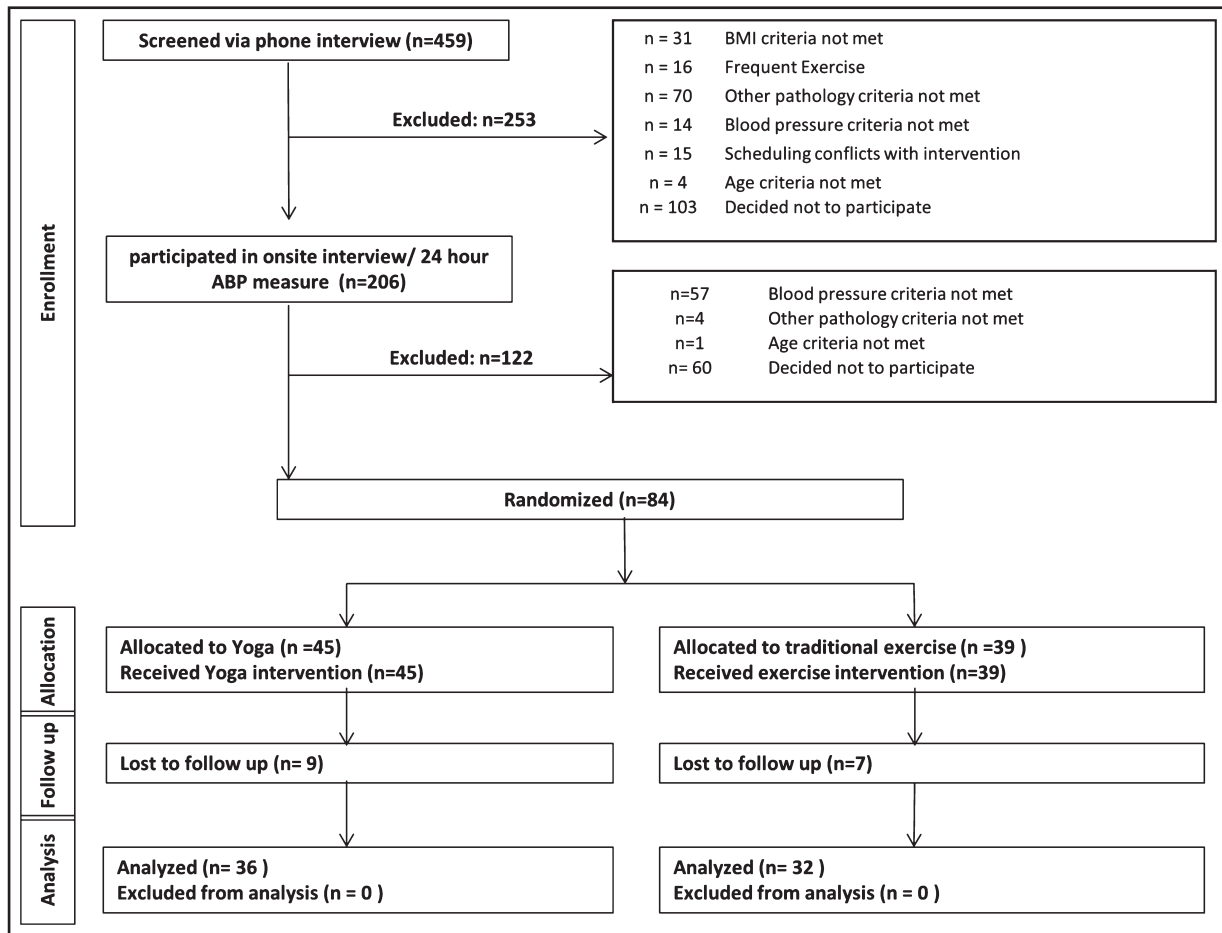 Enrollment
Screened via phone interview (n=459)
Excluded: n=253
n = 31 BMI criteria not met
n = 16 Frequent Exercise
n = 70 Other pathology criteria not met
n = 14 Blood pressure criteria not met
n = 15 Scheduling conflicts with intervention
n = 4 Age criteria not met
n = 103 Decided not to participate
participated in onsite interview/ 24 hour
ABP measure (n=206)
Excluded: n=122
n=57 Blood pressure criteria not met
n=4 Other pathology criteria not met
n=1 Age criteria not met
n= 60 Decided not to participate
Randomized (n=84)
Allocation
Allocated to Yoga (n =45)
Received Yoga intervention (n=45)
Allocated to traditional exercise (n =39 )
Received exercise intervention (n=39)
Follow up
Lost to follow up (n= 9)
Lost to follow up (n=7)
Analysis
Analyzed (n= 36 )
Excluded from analysis (n = 0 )
Analyzed (n= 32 )
Excluded from analysis (n = 0 )